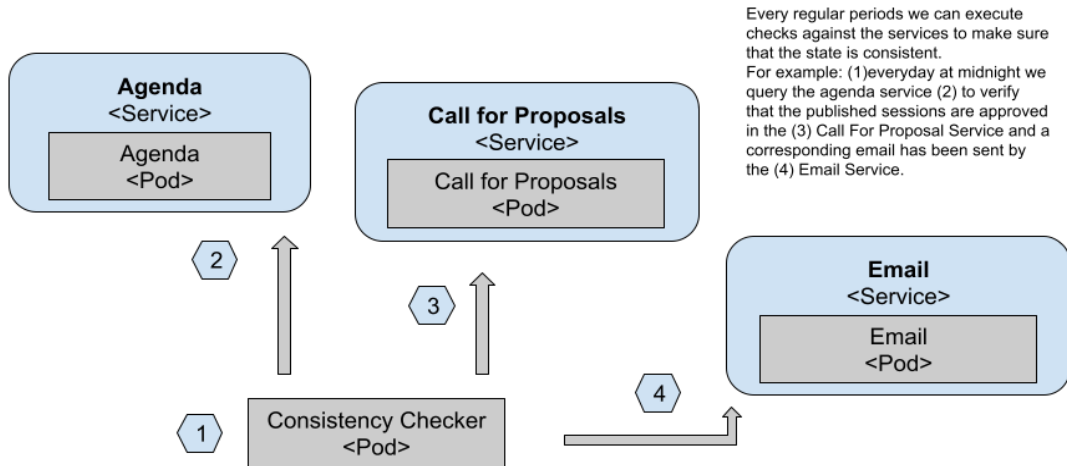 Every regular periods we can execute
checks against the services to make sure
that the state is consistent.
For example: (1)everyday at midnight we
query the agenda service (2) to verify
that the published sessions are approved
in the (3) Call For Proposal Service and a
corresponding email has been sent by
the (4) Email Service.
Agenda
<Service>
Agenda
<Pod>
Call for Proposals
<Service>
Call for Proposals
<Pod>
2
3
Email
<Service>
Email
<Pod>
4
1
Consistency Checker
<Pod>